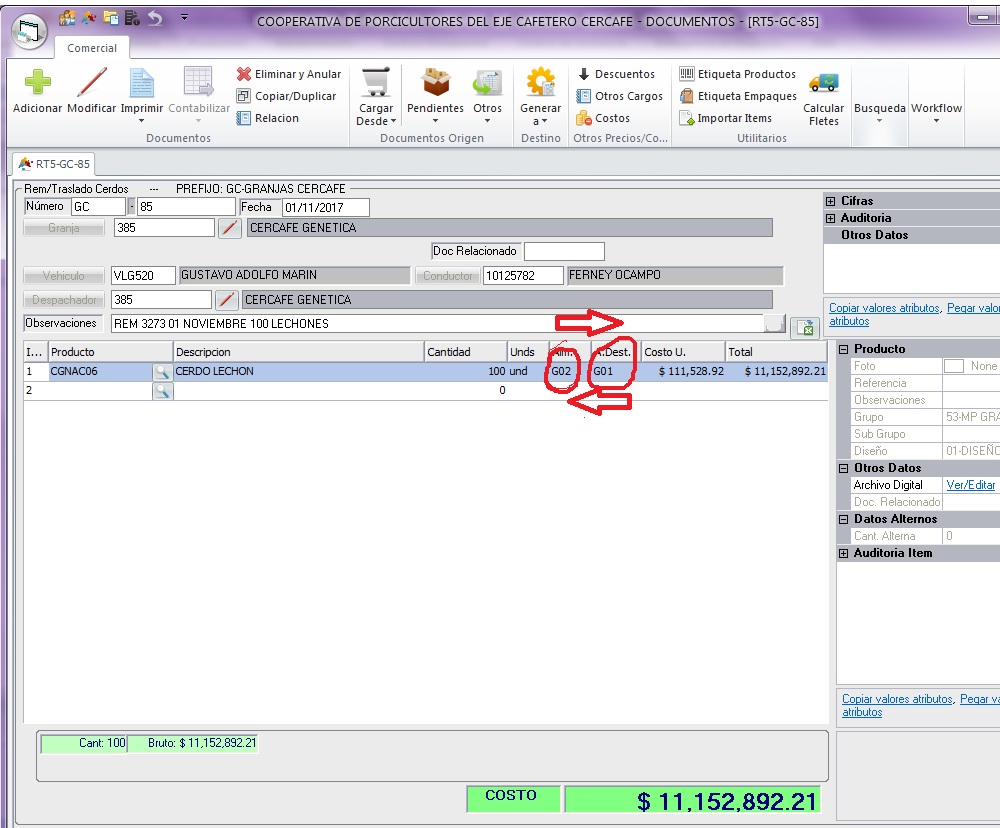 COOPERATIVA DE PORCICULTORES DEL EJE CAFETERO CERCAFE - DOCUMENTOS - [RT5-GC-85]
Comercial
Adicionar Modificar Imprimir Contabilizar
Eliminar y Anular
Copiar/Duplicar
Relacion
Documentos
Cargar Desde
Pendientes Otros
Documentos Origen
Generar a
Destino
Descuentos
Otros Cargos
Costos
Otros Precios/Co...
Etiqueta Productos
Etiqueta Empaques
Importar Items
Calcular Fletes
Utilitarios
Busqueda Workflow
RT5-GC-85
Rem/Traslado Cerdos --- PREFIJO: GC-GRANJAS CERCAFE
Número GC - 85 Fecha 01/11/2017
Granja 385 CERCAFE GENETICA
Doc Relacionado
Vehiculo VLG520 GUSTAVO ADOLFO MARIN Conductor 10125782 FERNEY OCAMPO
Despachador 385 CERCAFE GENETICA
Observaciones REM 3273 01 NOVIEMBRE 100 LECHONES
I... Producto Descripcion Cantidad Unds Alm. A.Dest. Costo U. Total
1 CGNAC06 CERDO LECHON 100 und G02 G01 $ 111,528.92 $ 11,152,892.21
2 0
Cifras
Auditoria
Otros Datos
Copiar valores atributos, Pegar valo
atributos
Producto
Foto None
Referencia
Observaciones
Grupo 53-MP GRA
Sub Grupo
Diseño 01-DISEÑO
Otros Datos
Archivo Digital Ver/Editar
Doc. Relacionado
Datos Alternos
Cant. Alterna 0
Auditoria Item
Copiar valores atributos, Pegar va
atributos
Cant: 100 Bruto: $ 11,152,892.21
COSTO $ 11,152,892.21